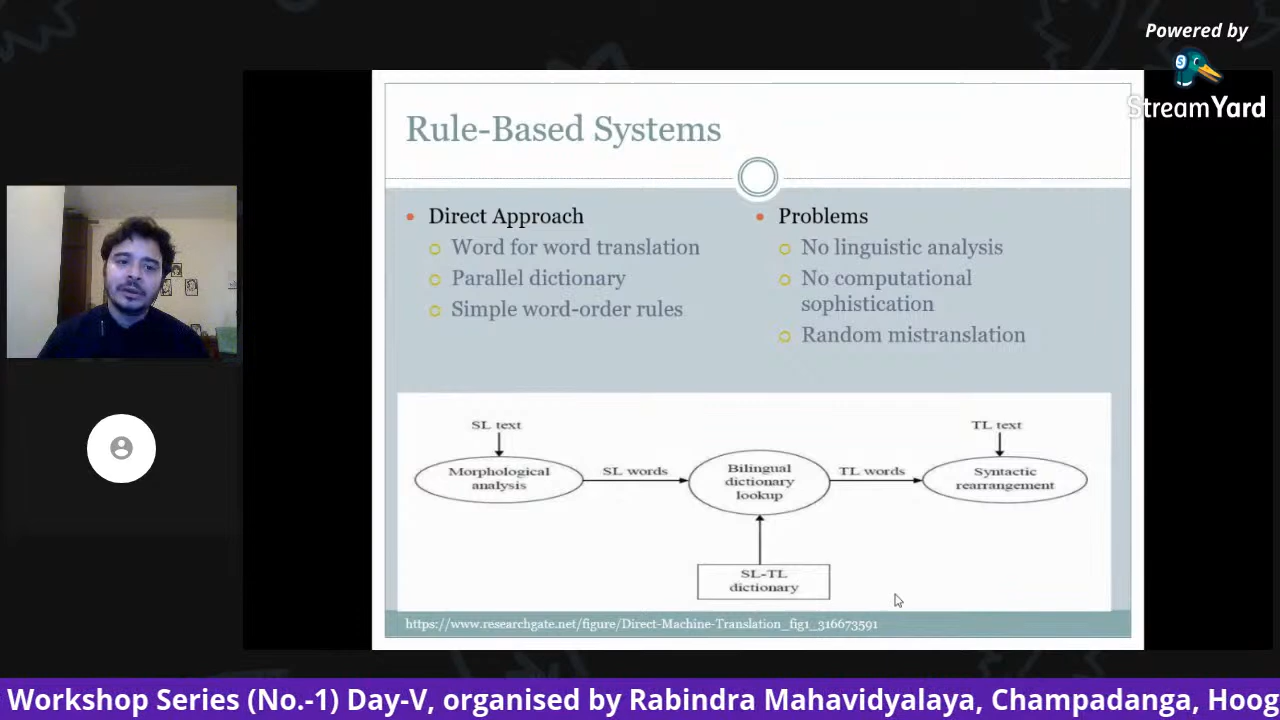 Powered by
StreamYard
Rule-Based Systems
Direct Approach
Word for word translation
Parallel dictionary
Simple word-order rules
Problems
No linguistic analysis
No computational
sophistication
Random mistranslation
SL text
Morphological
analysis
SL words
Bilingual
dictionary
lookup
TL words
TL text
Syntactic
rearrangement
SL-TL
dictionary
https://www.researchgate.net/figure/Direct-Machine-Translation_fig1_316673591
Workshop Series (No.-1) Day-V, organised by Rabindra Mahavidyalaya, Champadanga, Hoog